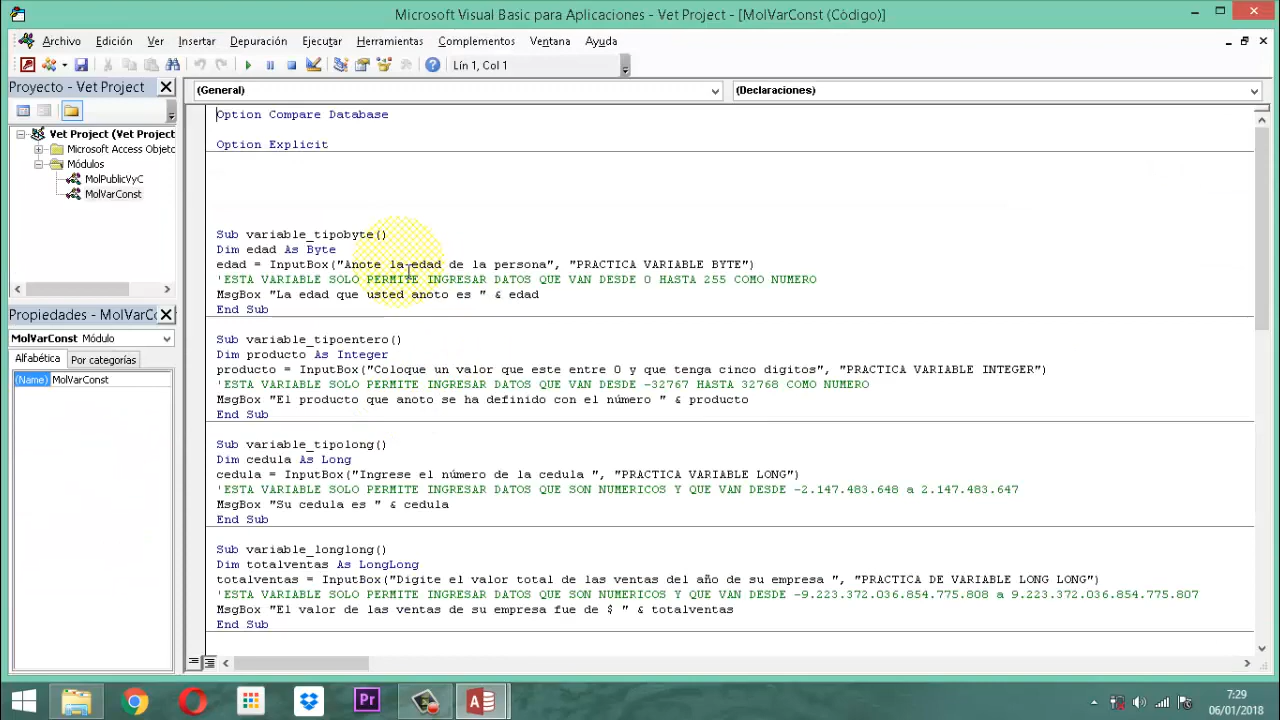 Microsoft Visual Basic para Aplicaciones - Vet Project - [MolVarConst (Código)]
Archivo Edición Ver Insertar Depuración Ejecutar Herramientas Complementos Ventana Ayuda
Lín 1, Col 1
Proyecto - Vet Project
Vet Project (Vet Project
Microsoft Access Objeto
Módulos
MolPublicVyC
MolVarConst
Propiedades - MolVarCo
MolVarConst Módulo
Alfabética Por categorías
(Name) MolVarConst
(General) (Declaraciones)
Option Compare Database
Option Explicit
Sub variable_tipobyte()
Dim edad As Byte
edad = InputBox("Anote la edad de la persona", "PRACTICA VARIABLE BYTE")
'ESTA VARIABLE SOLO PERMITE INGRESAR DATOS QUE VAN DESDE 0 HASTA 255 COMO NUMERO
MsgBox "La edad que usted anoto es " & edad
End Sub
Sub variable_tipoentero()
Dim producto As Integer
producto = InputBox("Coloque un valor que este entre 0 y que tenga cinco digitos", "PRACTICA VARIABLE INTEGER")
'ESTA VARIABLE SOLO PERMITE INGRESAR DATOS QUE VAN DESDE -32767 HASTA 32768 COMO NUMERO
MsgBox "El producto que anoto se ha definido con el número " & producto
End Sub
Sub variable_tipolong()
Dim cedula As Long
cedula = InputBox("Ingrese el número de la cedula ", "PRACTICA VARIABLE LONG")
'ESTA VARIABLE SOLO PERMITE INGRESAR DATOS QUE SON NUMERICOS Y QUE VAN DESDE -2.147.483.648 a 2.147.483.647
MsgBox "Su cedula es " & cedula
End Sub
Sub variable_longlong()
Dim totalventas As LongLong
totalventas = InputBox("Digite el valor total de las ventas del año de su empresa ", "PRACTICA DE VARIABLE LONG LONG")
'ESTA VARIABLE SOLO PERMITE INGRESAR DATOS QUE SON NUMERICOS Y QUE VAN DESDE -9.223.372.036.854.775.808 a 9.223.372.036.854.775.807
MsgBox "El valor de las ventas de su empresa fue de $ " & totalventas
End Sub
Pr
7:29
06/01/2018